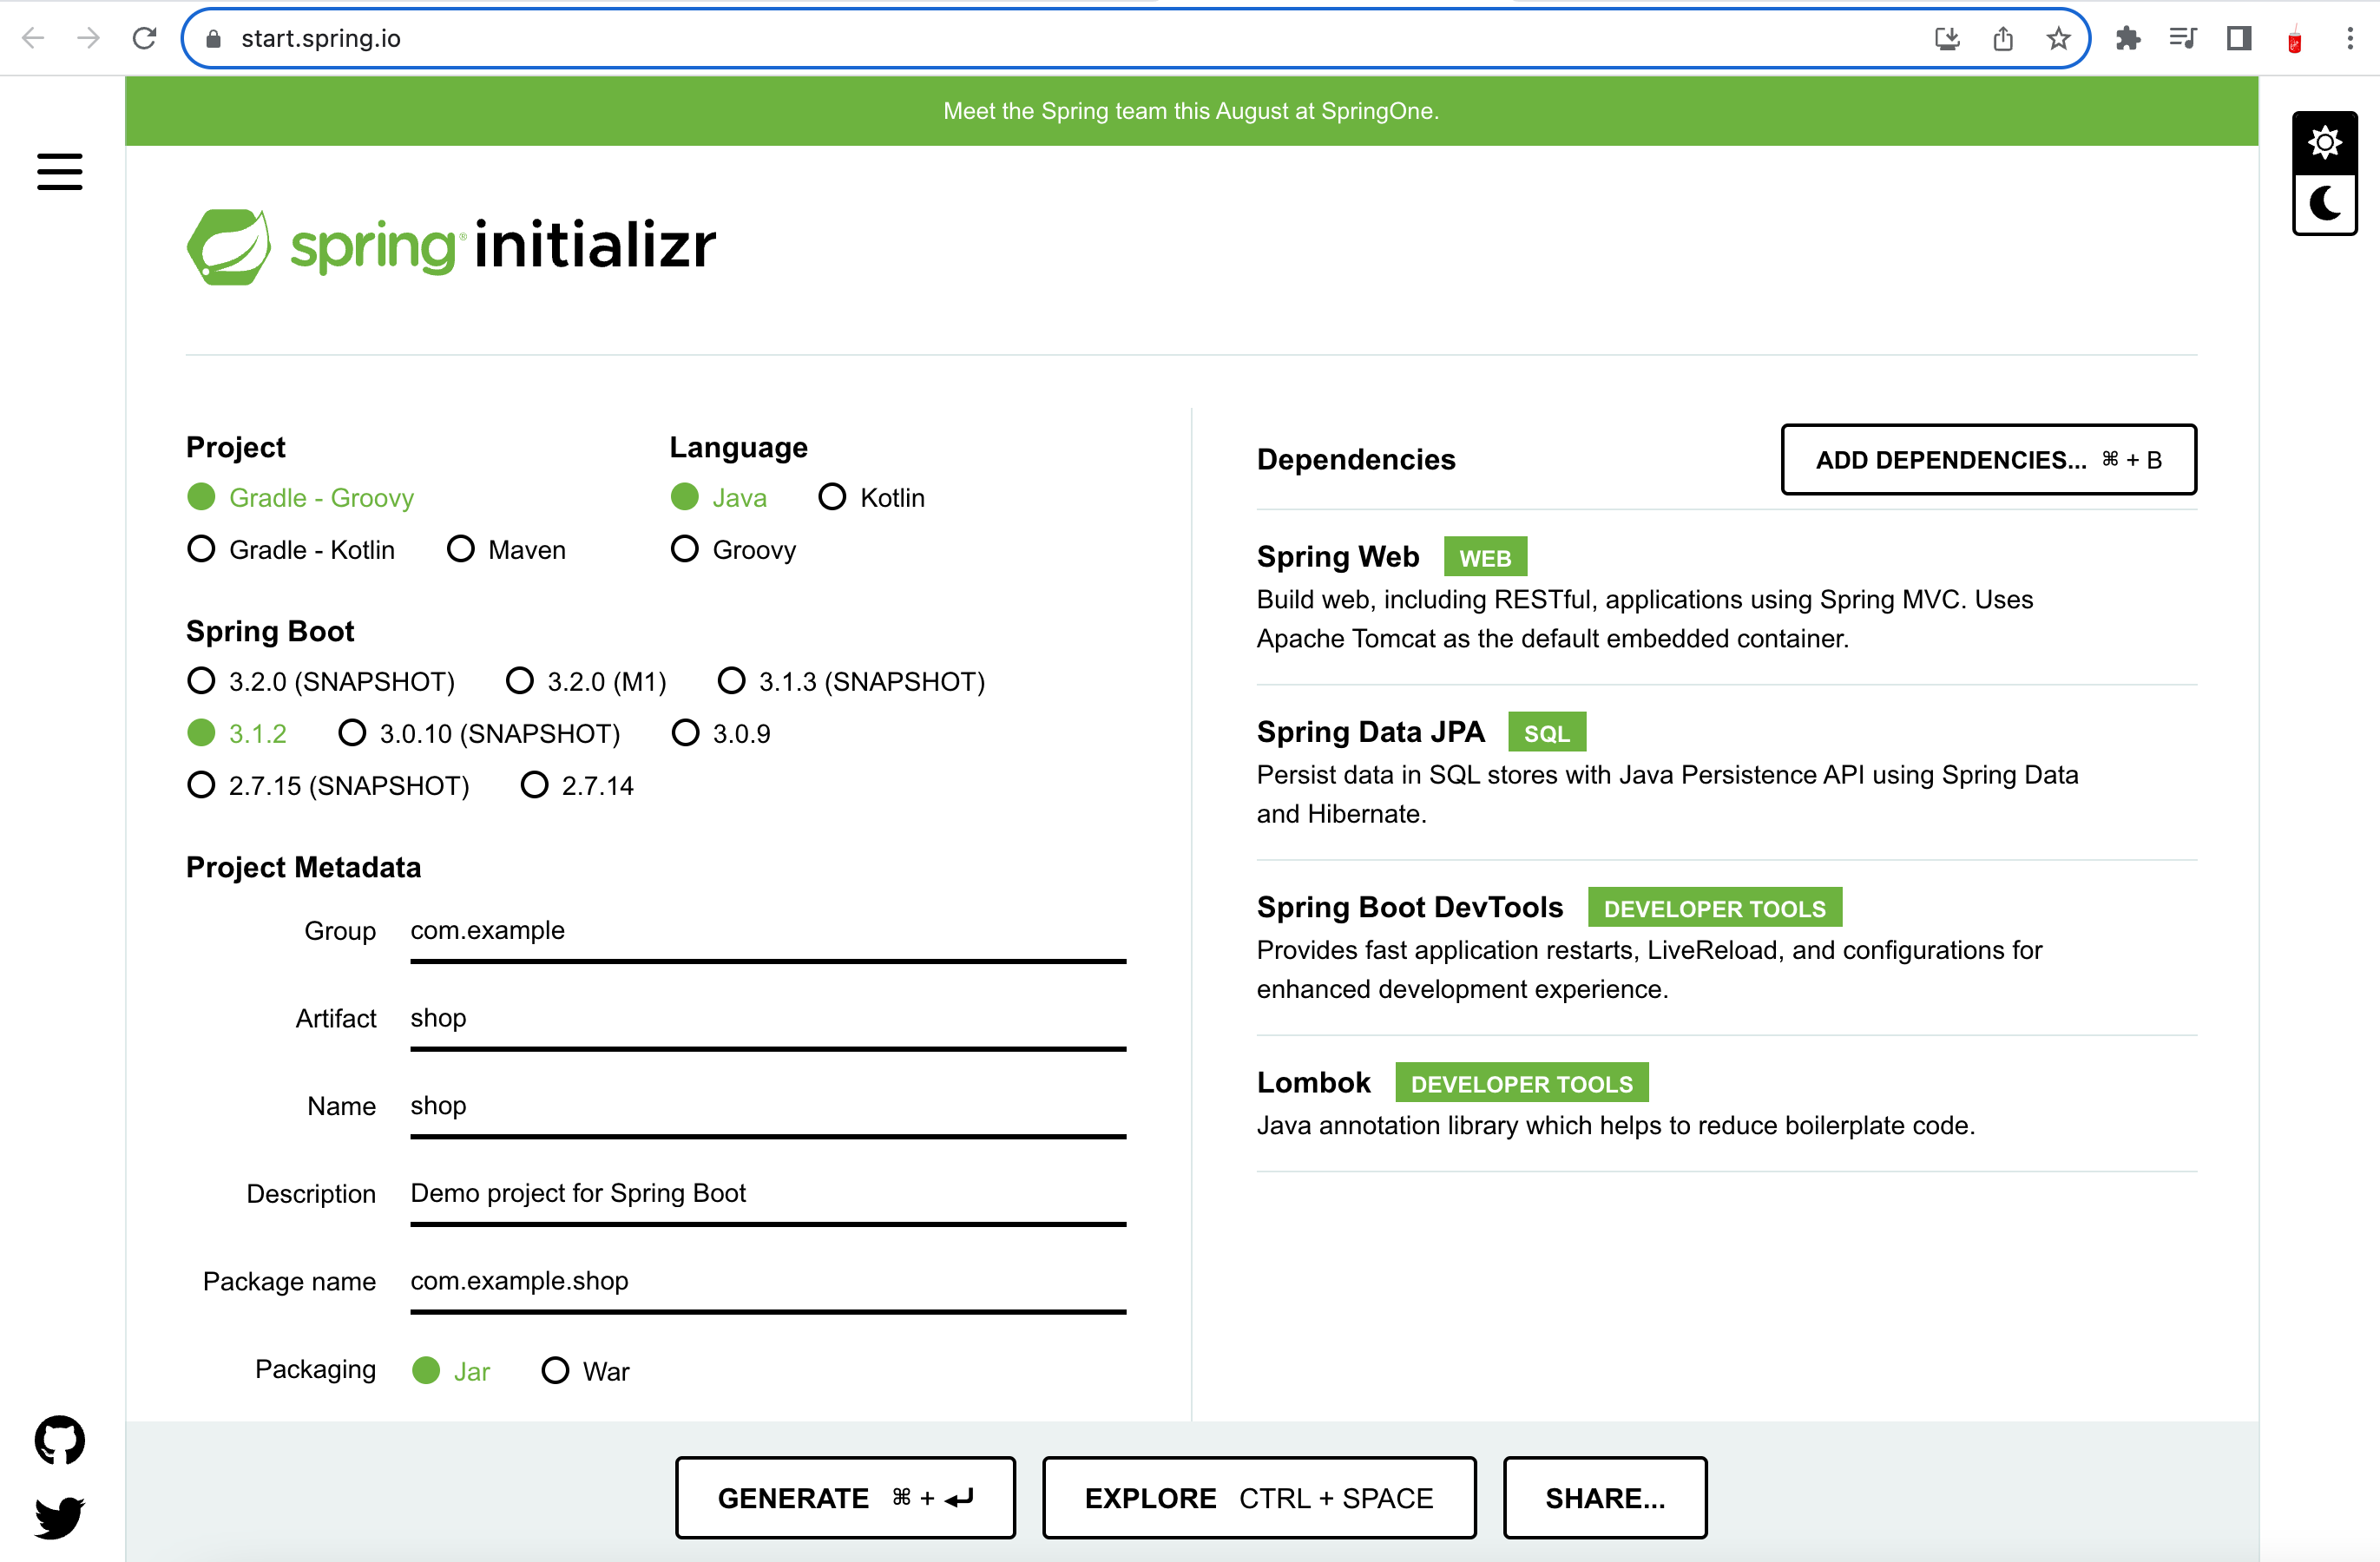 start.spring.io
Meet the Spring team this August at SpringOne.
spring® initializr
Project
Gradle - Groovy
Gradle - Kotlin Maven
Language
Java Kotlin
Groovy
Spring Boot
3.2.0 (SNAPSHOT) 3.2.0 (M1) 3.1.3 (SNAPSHOT)
3.1.2 3.0.10 (SNAPSHOT) 3.0.9
2.7.15 (SNAPSHOT) 2.7.14
Project Metadata
Group com.example
Artifact shop
Name shop
Description Demo project for Spring Boot
Package name com.example.shop
Packaging Jar War
Dependencies
ADD DEPENDENCIES... ⌘ + B
Spring Web WEB
Build web, including RESTful, applications using Spring MVC. Uses
Apache Tomcat as the default embedded container.
Spring Data JPA SQL
Persist data in SQL stores with Java Persistence API using Spring Data
and Hibernate.
Spring Boot DevTools DEVELOPER TOOLS
Provides fast application restarts, LiveReload, and configurations for
enhanced development experience.
Lombok DEVELOPER TOOLS
Java annotation library which helps to reduce boilerplate code.
GENERATE ⌘ + ⏎
EXPLORE CTRL + SPACE
SHARE...